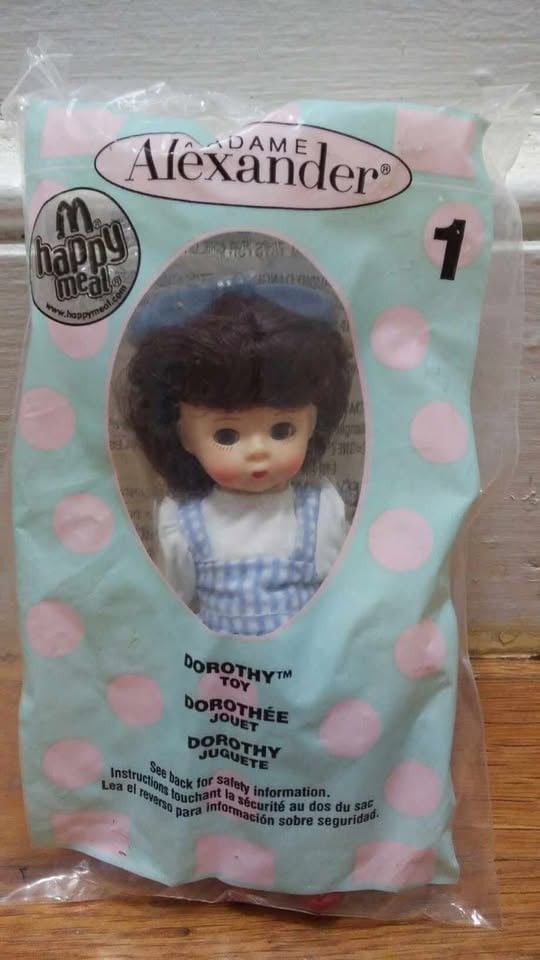 MADAME
Alexander®
happy
meal®
www.happymeal.com
1
DOROTHY™
TOY
DOROTHÉE
JOUET
DOROTHY
JUGUETE
See back for safety information.
Instructions touchant la sécurité au dos du sac
Lea el reverso para información sobre seguridad.